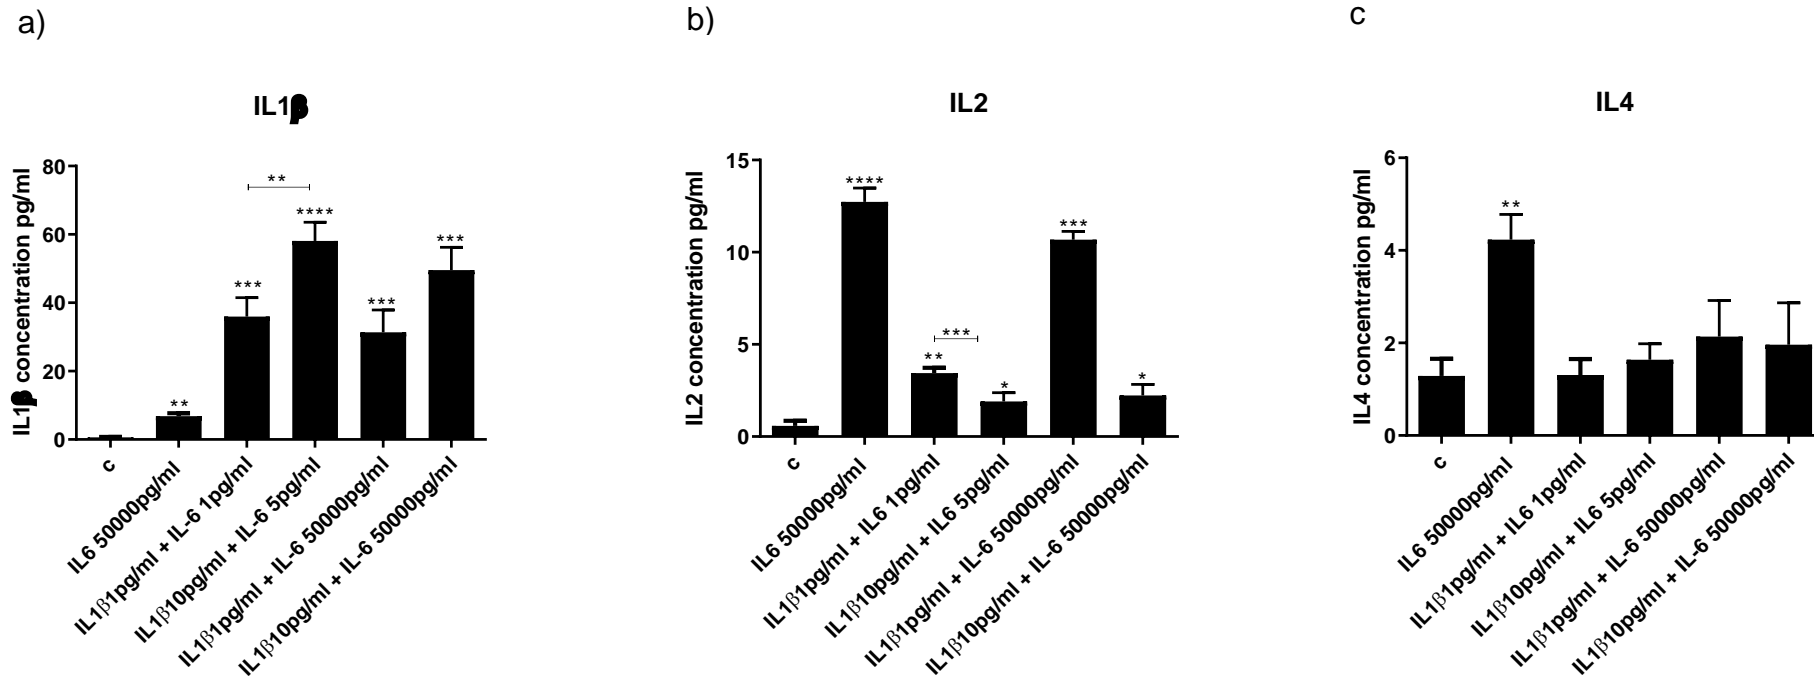 a)
IL1β
IL1β concentration pg/ml
80
60
40
20
0
**
***
**
****
***
***
c
IL6 50000pg/ml
IL1β1pg/ml + IL-6 1pg/ml
IL1β10pg/ml + IL-6 5pg/ml
IL1β1pg/ml + IL-6 50000pg/ml
IL1β10pg/ml + IL-6 50000pg/ml
b)
IL2
IL2 concentration pg/ml
15
10
5
0
****
**
***
*
***
*
c
IL6 50000pg/ml
IL1β1pg/ml + IL6 1pg/ml
IL1β10pg/ml + IL6 5pg/ml
IL1β1pg/ml + IL-6 50000pg/ml
IL1β10pg/ml + IL-6 50000pg/ml
c
IL4
IL4 concentration pg/ml
6
4
2
0
**
c
IL6 50000pg/ml
IL1β1pg/ml + IL6 1pg/ml
IL1β10pg/ml + IL6 5pg/ml
IL1β1pg/ml + IL-6 50000pg/ml
IL1β10pg/ml + IL-6 50000pg/ml